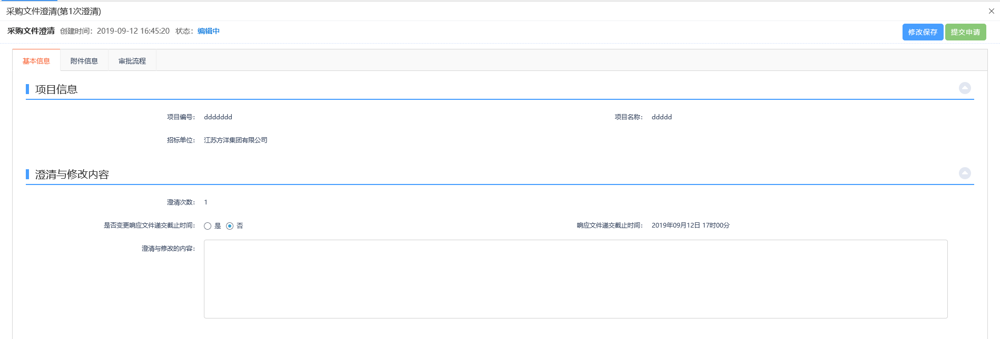 采购文件澄清(第1次澄清)
采购文件澄清 创建时间：2019-09-12 16:45:20 状态：编辑中 修改保存 提交申请
基本信息 附件信息 审批流程
项目信息
项目编号： ddddddd 项目名称： ddddd
招标单位： 江苏方洋集团有限公司
澄清与修改内容
澄清次数： 1
是否变更响应文件递交截止时间： 是 否 响应文件递交截止时间： 2019年09月12日 17时00分
澄清与修改的内容：